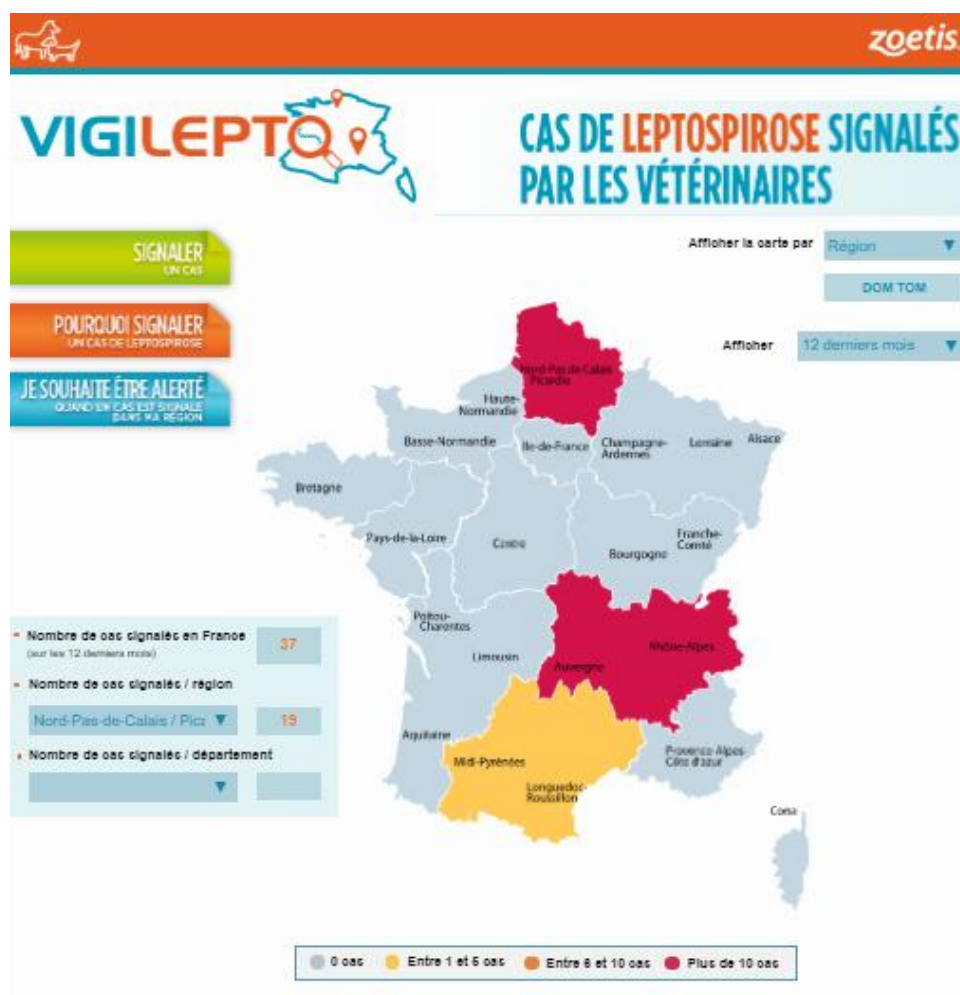 zoetis
VIGILEPTO
CAS DE LEPTOSPIROSE SIGNALÉS
PAR LES VÉTÉRINAIRES
SIGNALER
UN CAS
POURQUOI SIGNALER
UN CAS DE LEPTOSPIROSE
JE SOUHAITE ÊTRE ALERTÉ
QUAND UN CAS EST SIGNALÉ
DANS MA RÉGION
Afficher la carte par
Région
DOM TOM
Afficher
12 derniers mois
Nord-Pas de Calais
Picardie
Haute-
Normandie
Basse-Normandie
Ile-de-France
Champagne-
Ardennes
Lorraine
Alsace
Bretagne
Pays-de-la-Loire
Centre
Bourgogne
Franche-
Comté
Poitou-
Charentes
Limousin
Auvergne
Rhône-Alpes
Aquitaine
Midi-Pyrénées
Languedoc-
Roussillon
Provence-Alpes-
Côte d'azur
Corse
Nombre de cas signalés en France
(sur les 12 derniers mois)
37
Nombre de cas signalés / région
Nord-Pas-de-Calais / Pica
19
Nombre de cas signalés / département
0 cas
Entre 1 et 5 cas
Entre 6 et 10 cas
Plus de 10 cas